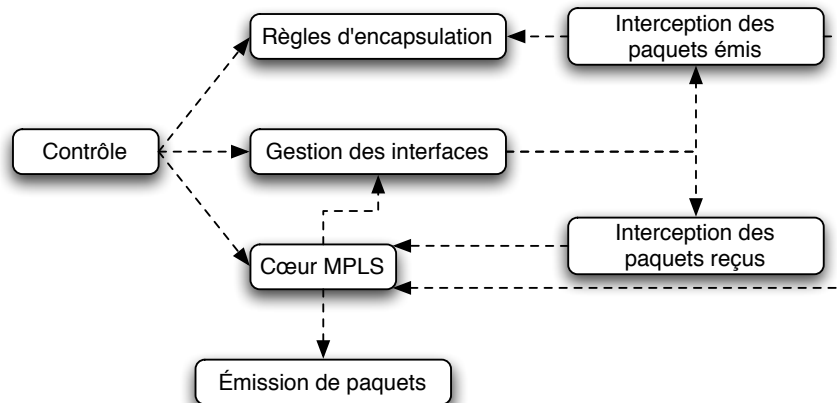 Règles d'encapsulation
Interception des
paquets émis
Contrôle
Gestion des interfaces
Interception des
paquets reçus
Cœur MPLS
Émission de paquets